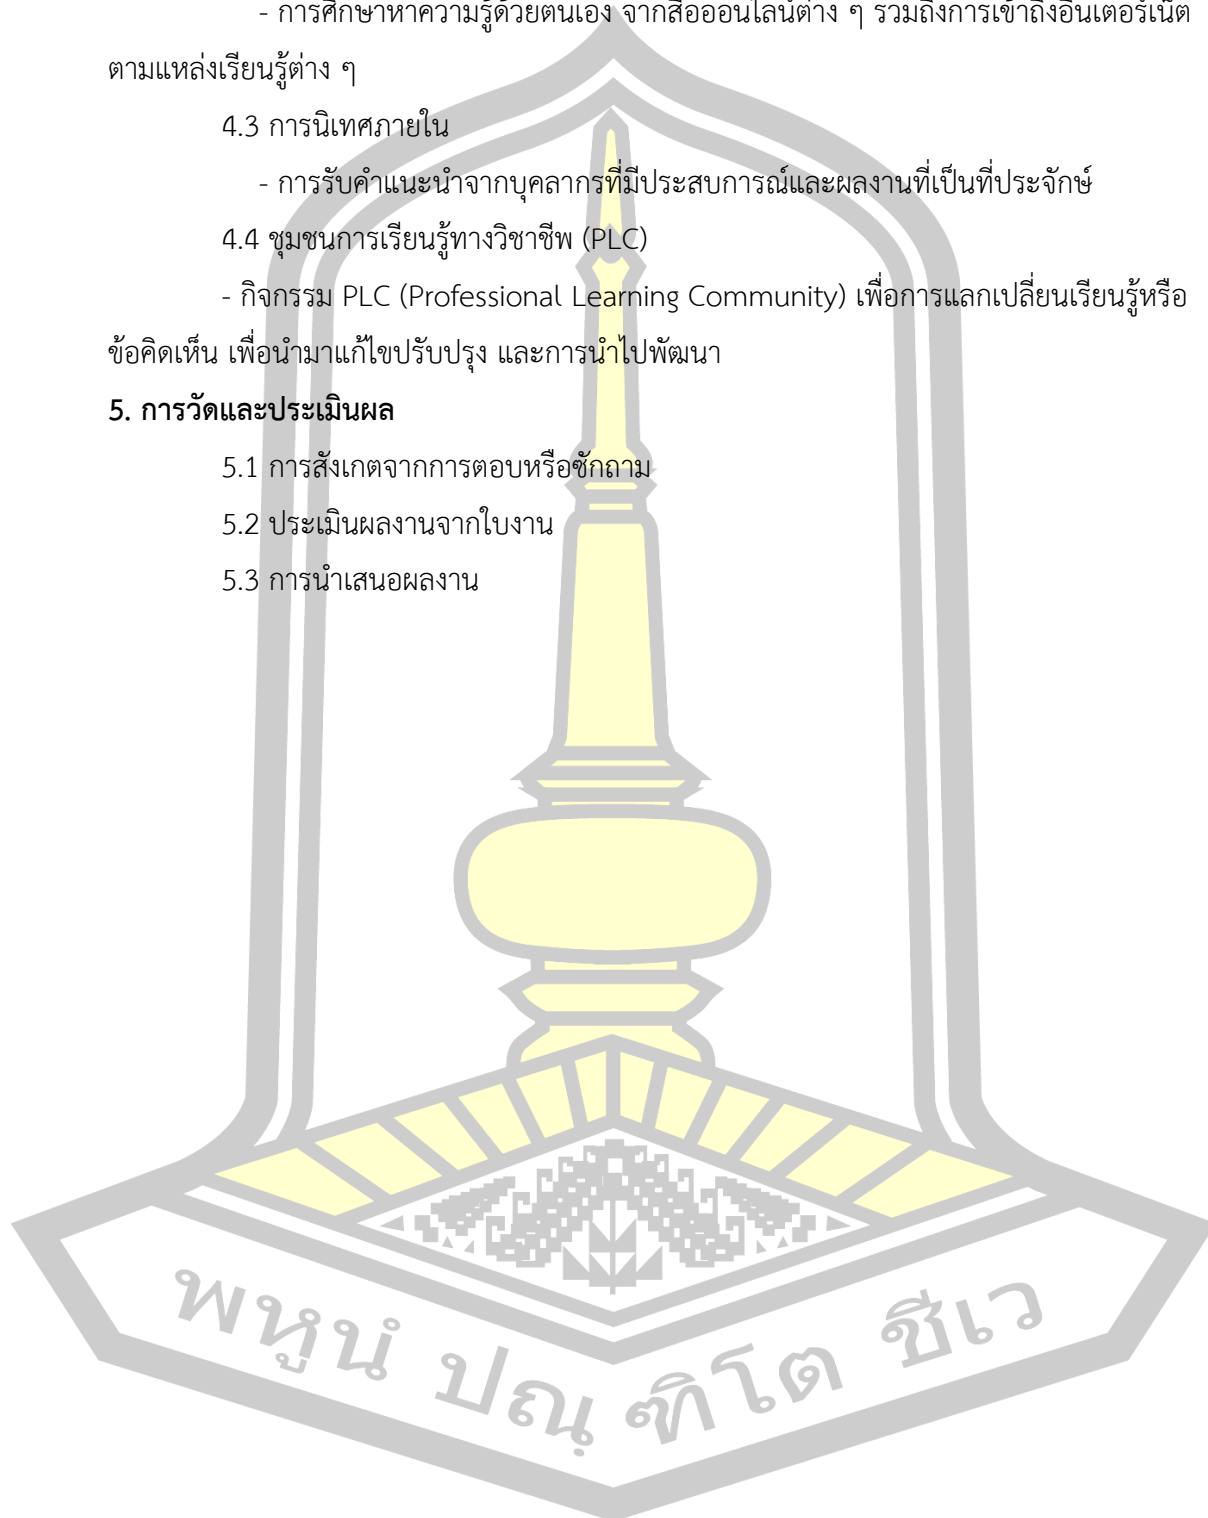 - การศึกษาหาความรู้ด้วยตนเอง จากสื่อออนไลน์ต่าง ๆ รวมถึงการเข้าถึงอินเตอร์เน็ต
ตามแหล่งเรียนรู้ต่าง ๆ
4.3 การนิเทศภายใน
- การรับคำแนะนำจากบุคลากรที่มีประสบการณ์และผลงานที่เป็นที่ประจักษ์
4.4 ชุมชนการเรียนรู้ทางวิชาชีพ (PLC)
- กิจกรรม PLC (Professional Learning Community) เพื่อการแลกเปลี่ยนเรียนรู้หรือ
ข้อคิดเห็น เพื่อนำมาแก้ไขปรับปรุง และการนำไปพัฒนา
5. การวัดและประเมินผล
5.1 การสังเกตจากการตอบหรือซักถาม
5.2 ประเมินผลงานจากใบงาน
5.3 การนำเสนอผลงาน
พหูนํ ปณฺฑิโต ชีเว